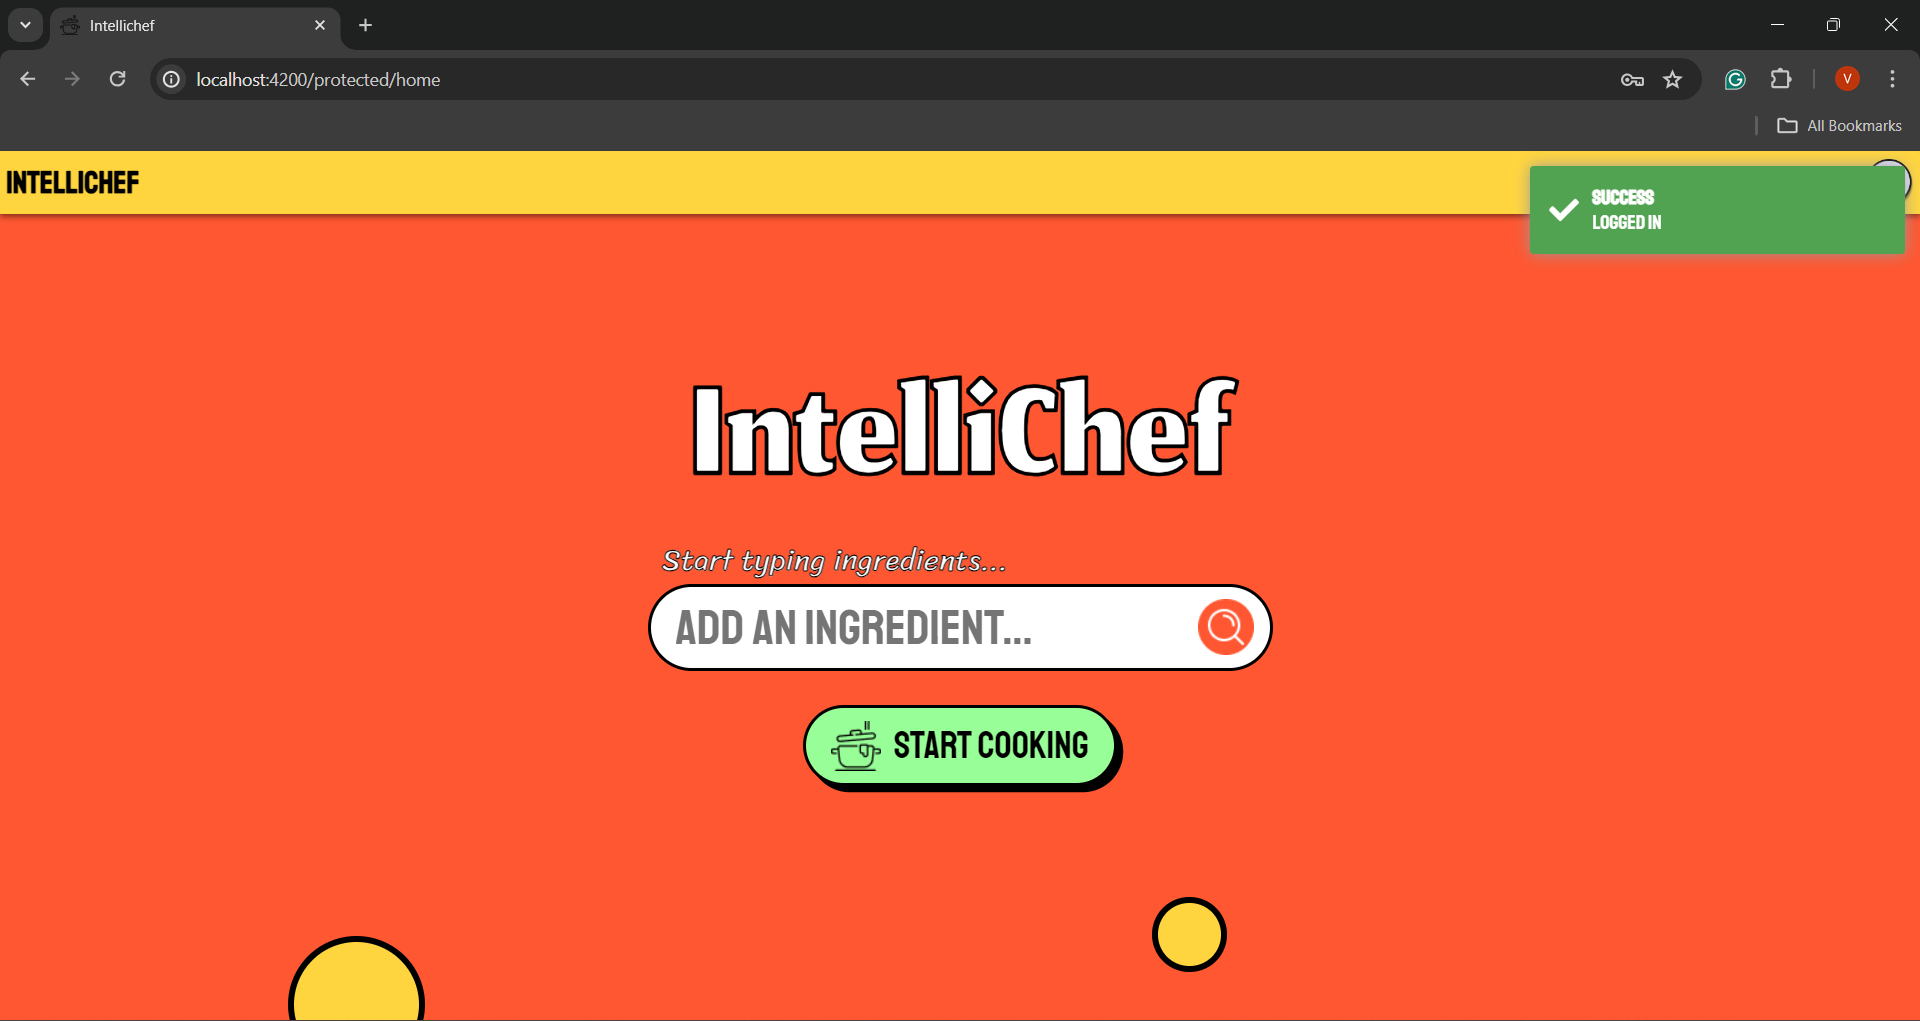 Intellichef
localhost:4200/protected/home
V
All Bookmarks
INTELLICHEF
SUCCESS
LOGGED IN
IntelliChef
Start typing ingredients...
ADD AN INGREDIENT...
START COOKING